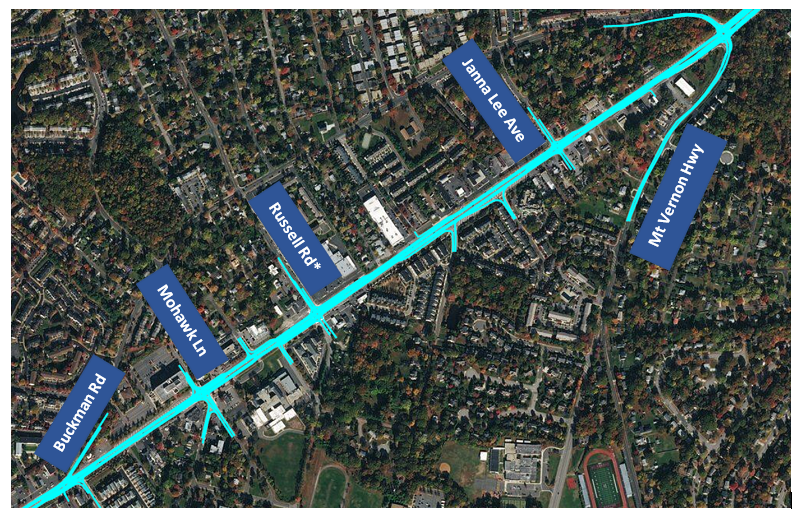 Janna Lee Ave
Mt Vernon Hwy
Russell Rd*
Mohawk Ln
Buckman Rd